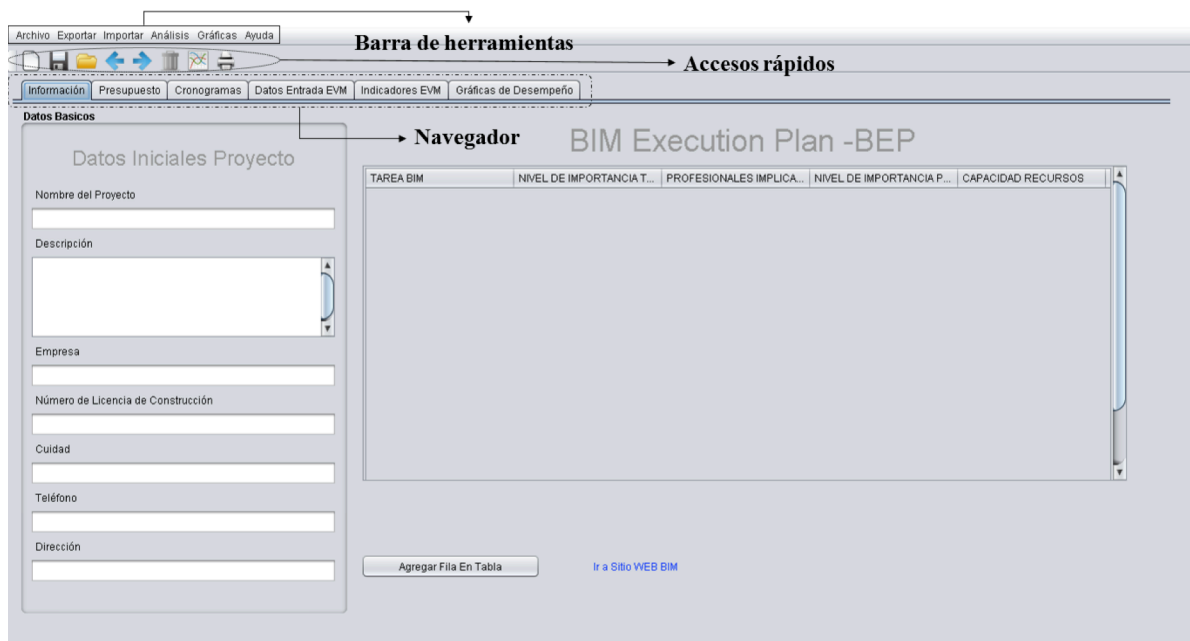 Archivo Exportar Importar Análisis Gráficas Ayuda
Barra de herramientas
Accesos rápidos
Información Presupuesto Cronogramas Datos Entrada EVM Indicadores EVM Gráficas de Desempeño
Datos Basicos
Navegador
BIM Execution Plan -BEP
Datos Iniciales Proyecto
TAREA BIM NIVEL DE IMPORTANCIA T... PROFESIONALES IMPLICA... NIVEL DE IMPORTANCIA P... CAPACIDAD RECURSOS
Nombre del Proyecto
Descripción
Empresa
Número de Licencia de Construcción
Cuidad
Teléfono
Dirección
Agregar Fila En Tabla
Ir a Sitio WEB BIM